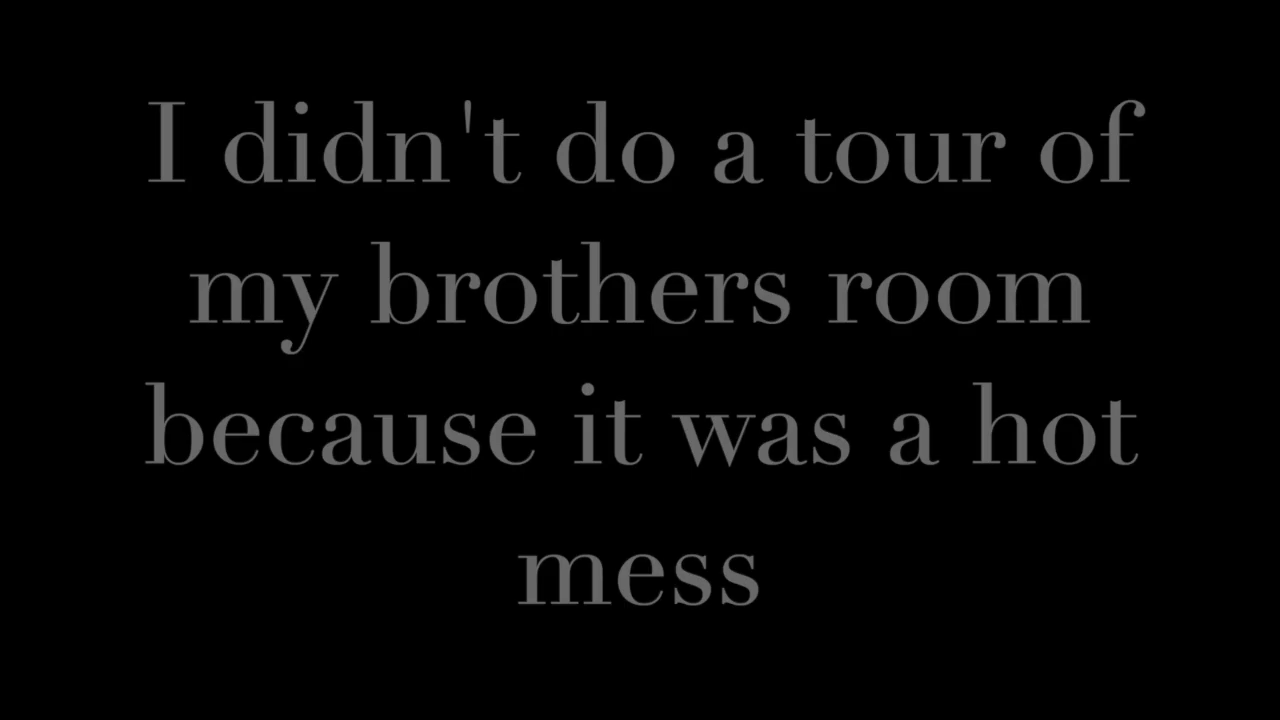 I didn't do a tour of
my brothers room
because it was a hot
mess